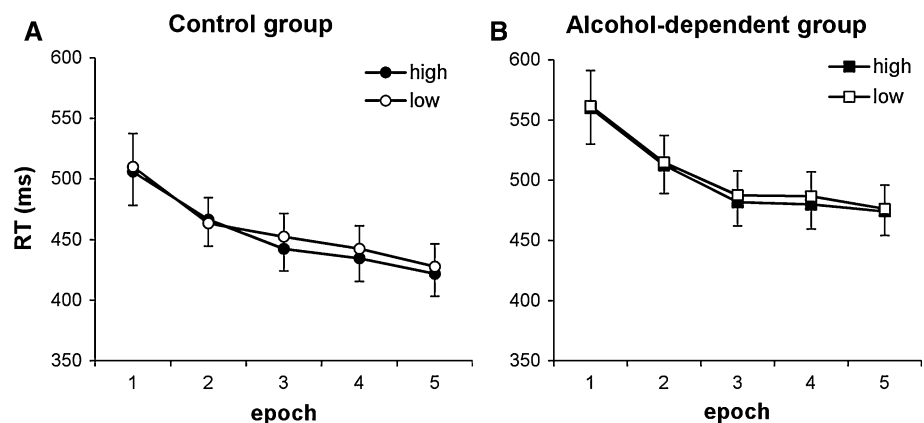 A
Control group
600
550
500
450
400
350
RT (ms)
high
low
1 2 3 4 5
epoch
B
Alcohol-dependent group
600
550
500
450
400
350
high
low
1 2 3 4 5
epoch